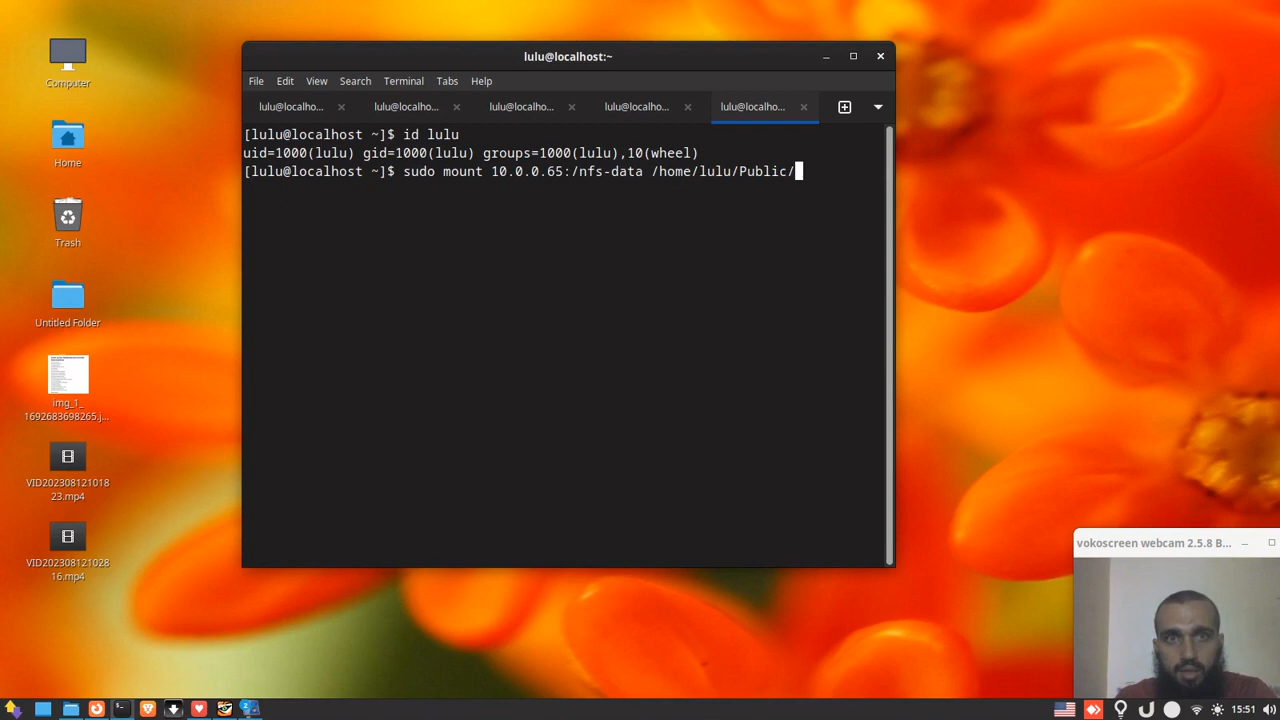 Computer
Home
Trash
Untitled Folder
img_1_
1692683698265.j...
VID202308121018
23.mp4
VID202308121028
16.mp4
lulu@localhost:~
File Edit View Search Terminal Tabs Help
lulu@localho... lulu@localho... lulu@localho... lulu@localho... lulu@localho...
[lulu@localhost ~]$ id lulu
uid=1000(lulu) gid=1000(lulu) groups=1000(lulu),10(wheel)
[lulu@localhost ~]$ sudo mount 10.0.0.65:/nfs-data /home/lulu/Public/
vokoscreen webcam 2.5.8 B...
2
15:51